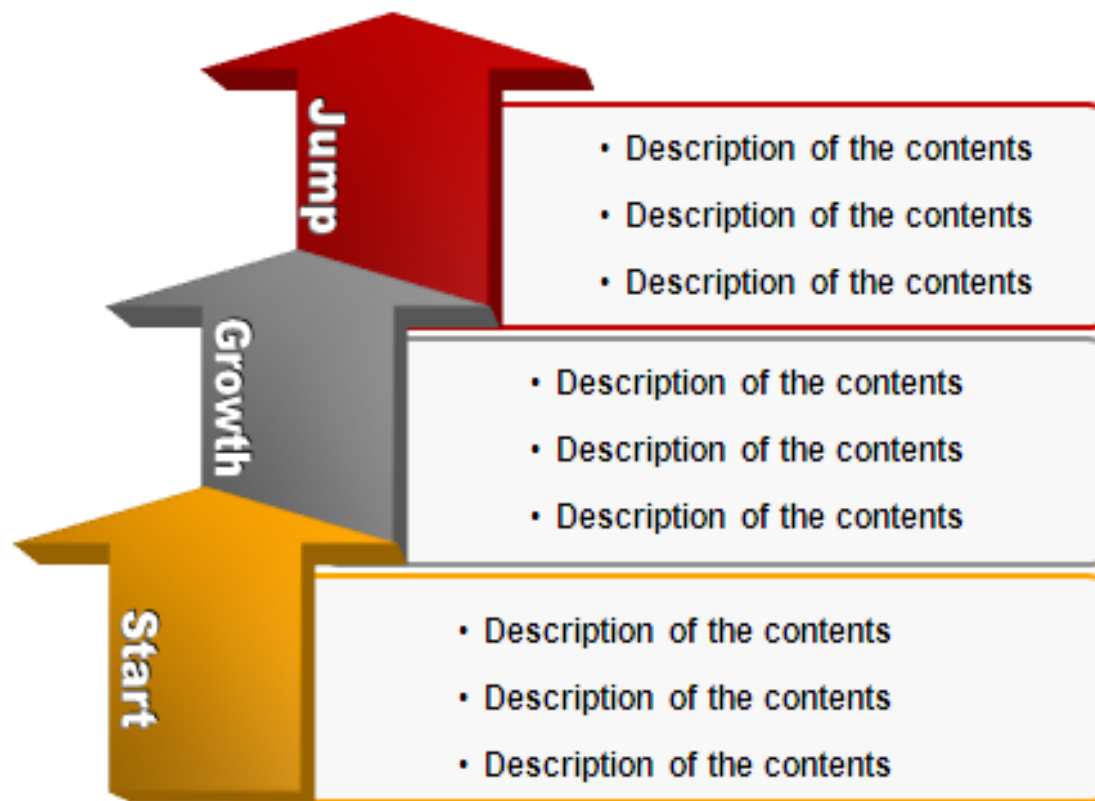 Jump
• Description of the contents
• Description of the contents
• Description of the contents
Growth
• Description of the contents
• Description of the contents
• Description of the contents
Start
• Description of the contents
• Description of the contents
• Description of the contents